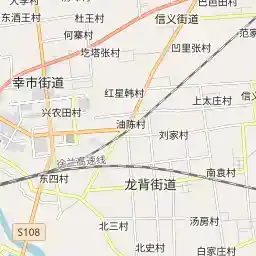 巴邑田村
东酒王村
杜王村
信义街道
何寨村
范家
凹里张村
圪塔张村
幸市街道
红星韩村
上太庄村
信义
兴农田村
油陈村
刘家村
徐兰高速线
南袁村
东四村
龙背街道
S108
北三村
汤房村
北史村
白家庄村